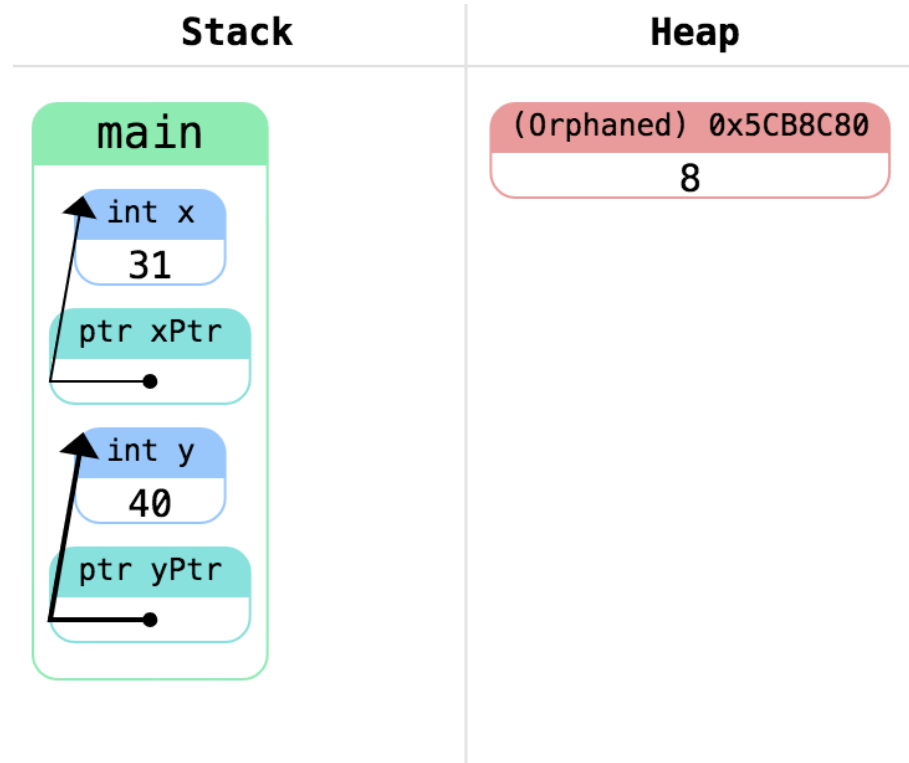 Stack
Heap
main
int x
31
ptr xPtr
int y
40
ptr yPtr
(Orphaned) 0x5CB8C80
8